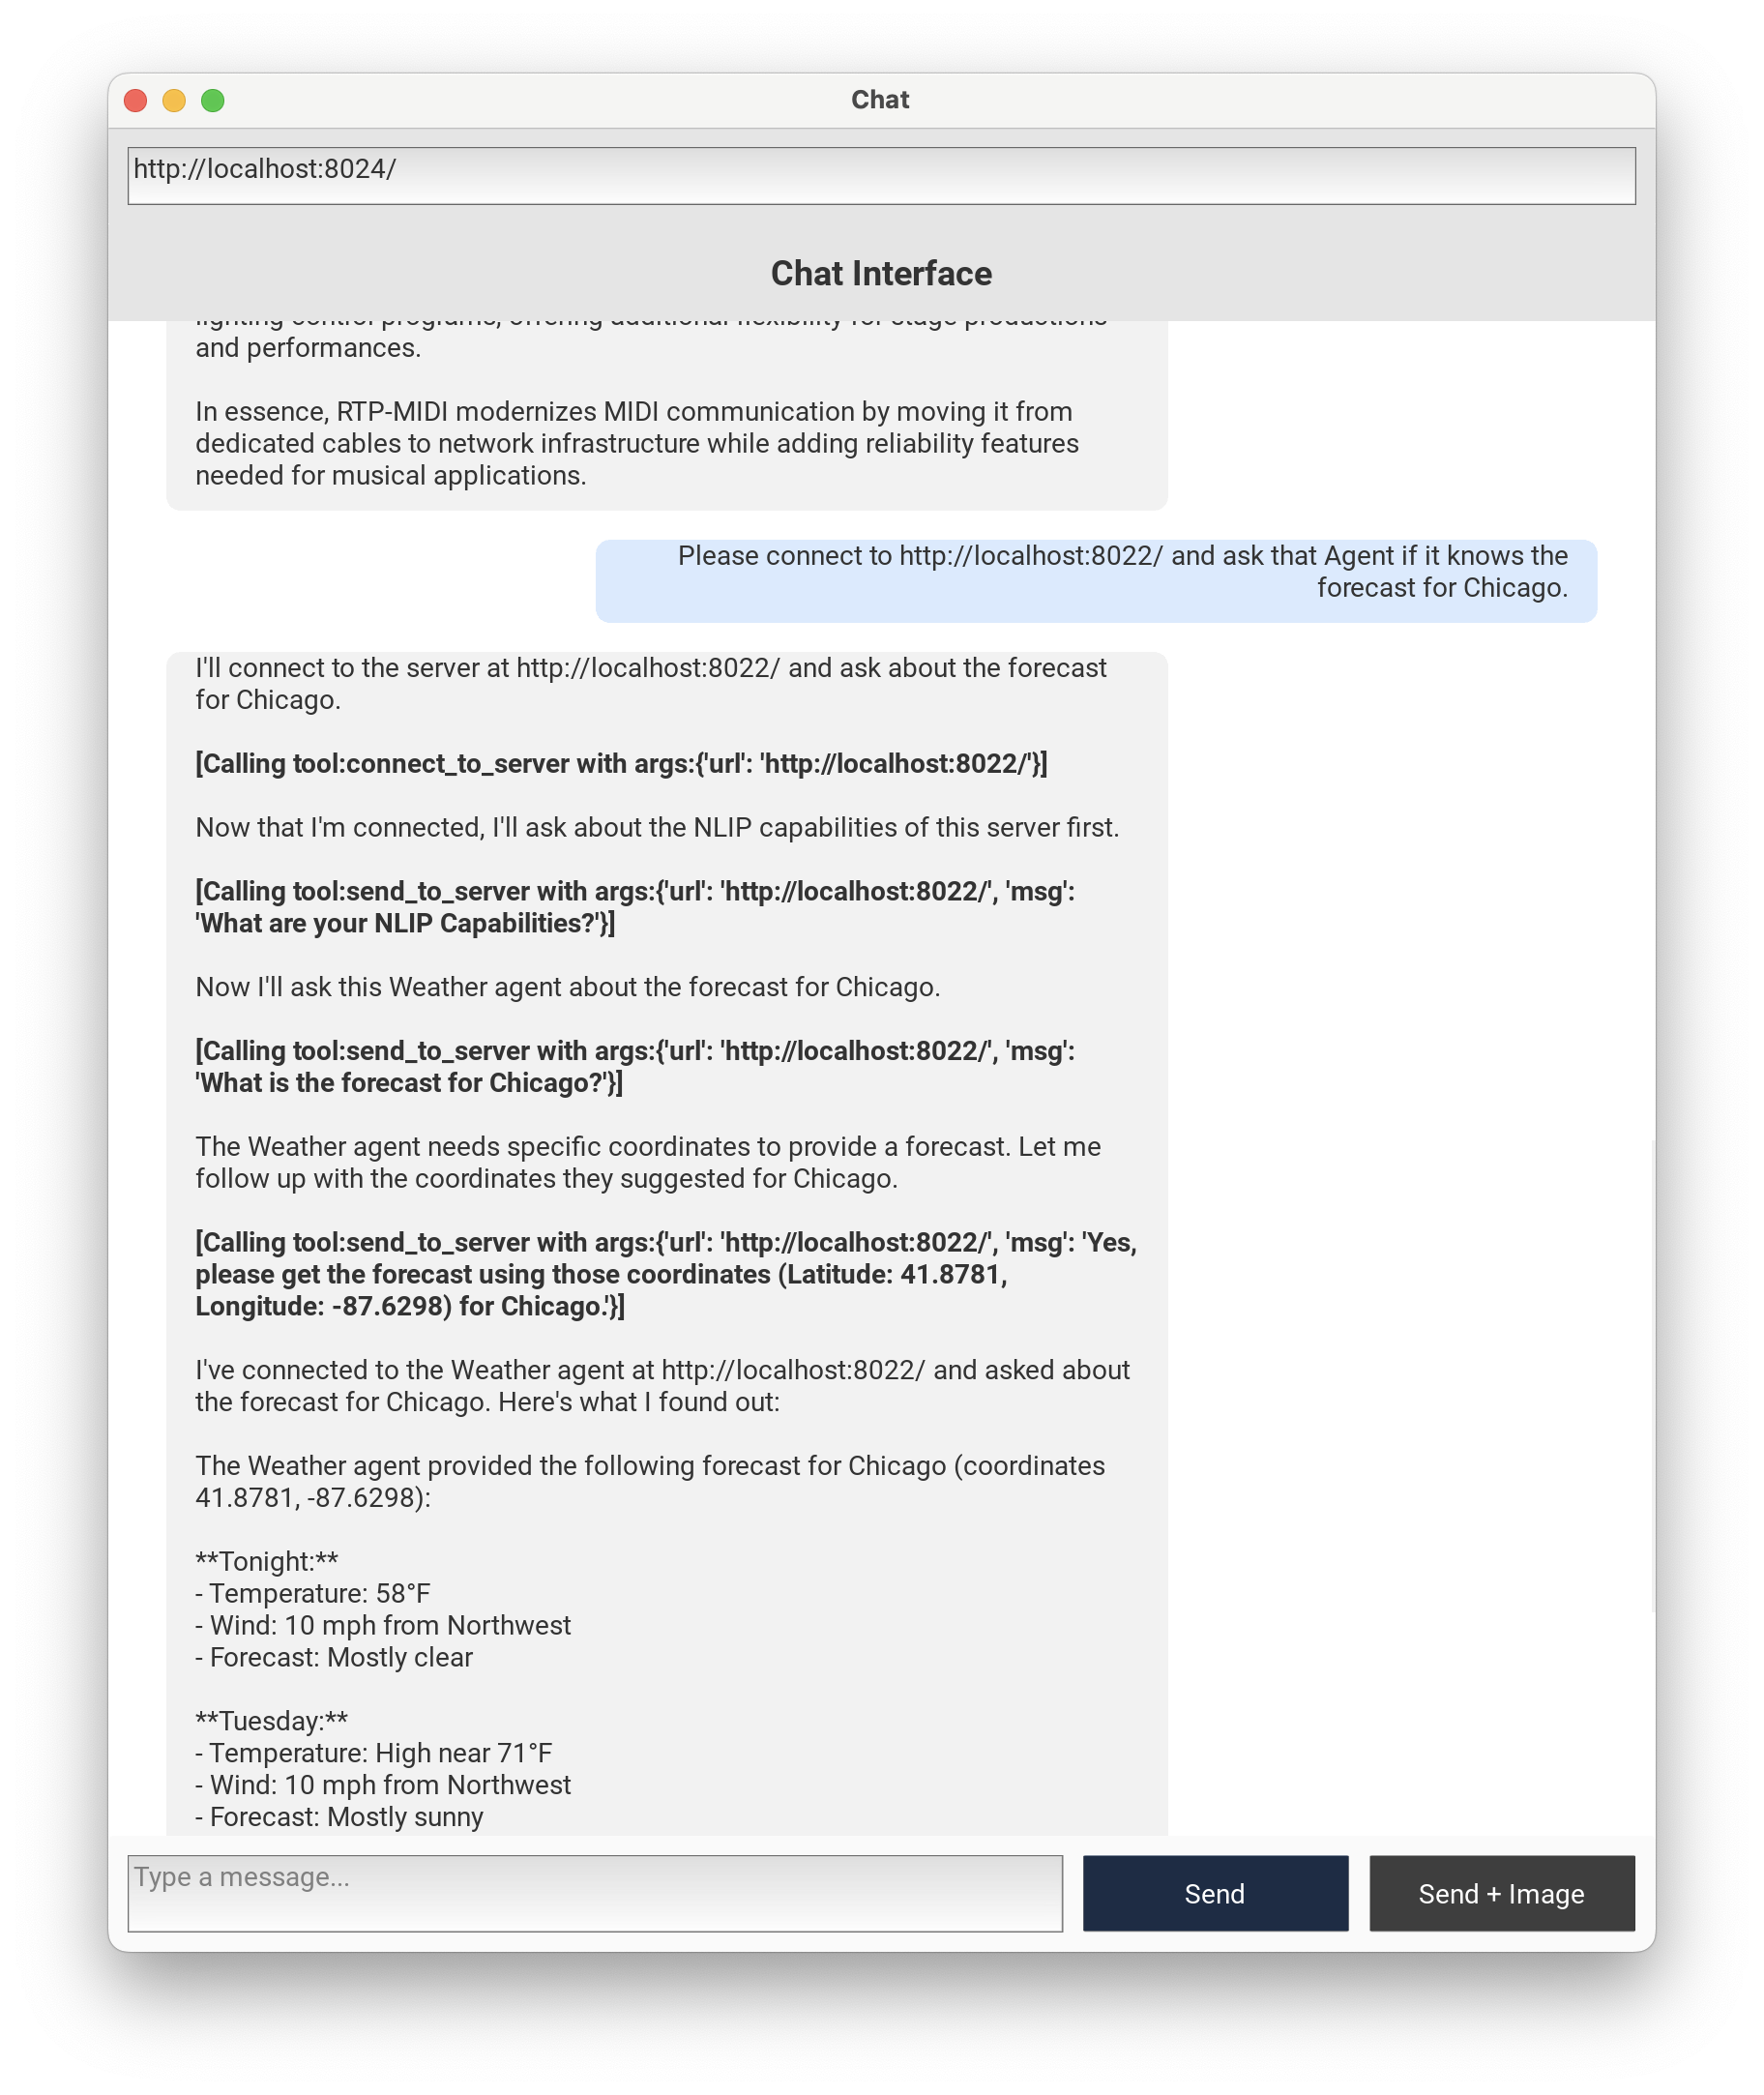 Chat
http://localhost:8024/
Chat Interface
lighting control programs, offering additional flexibility for stage productions
and performances.
In essence, RTP-MIDI modernizes MIDI communication by moving it from
dedicated cables to network infrastructure while adding reliability features
needed for musical applications.
Please connect to http://localhost:8022/ and ask that Agent if it knows the
forecast for Chicago.
I'll connect to the server at http://localhost:8022/ and ask about the forecast
for Chicago.
[Calling tool:connect_to_server with args:{'url': 'http://localhost:8022/'}]
Now that I'm connected, I'll ask about the NLIP capabilities of this server first.
[Calling tool:send_to_server with args:{'url': 'http://localhost:8022/', 'msg':
'What are your NLIP Capabilities?'}]
Now I'll ask this Weather agent about the forecast for Chicago.
[Calling tool:send_to_server with args:{'url': 'http://localhost:8022/', 'msg':
'What is the forecast for Chicago?'}]
The Weather agent needs specific coordinates to provide a forecast. Let me
follow up with the coordinates they suggested for Chicago.
[Calling tool:send_to_server with args:{'url': 'http://localhost:8022/', 'msg': 'Yes,
please get the forecast using those coordinates (Latitude: 41.8781,
Longitude: -87.6298) for Chicago.'}]
I've connected to the Weather agent at http://localhost:8022/ and asked about
the forecast for Chicago. Here's what I found out:
The Weather agent provided the following forecast for Chicago (coordinates
41.8781, -87.6298):
**Tonight:**
- Temperature: 58°F
- Wind: 10 mph from Northwest
- Forecast: Mostly clear
**Tuesday:**
- Temperature: High near 71°F
- Wind: 10 mph from Northwest
- Forecast: Mostly sunny
Type a message...
Send
Send + Image